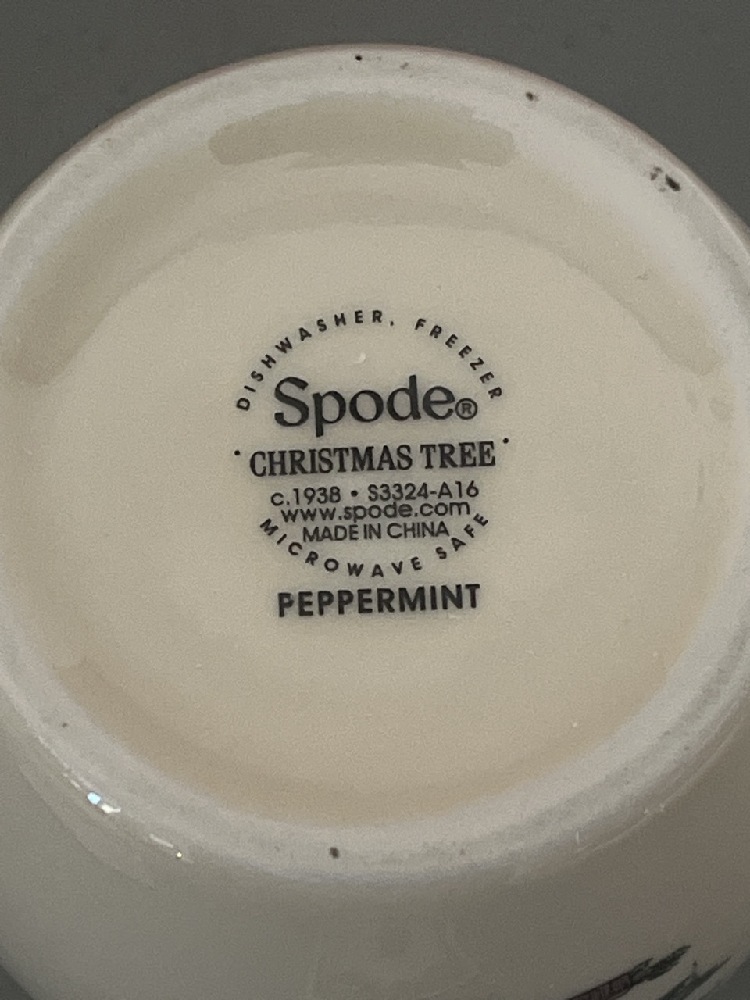 DISHWASHER, FREEZER
Spode®
· CHRISTMAS TREE ·
c.1938 • S3324-A16
www.spode.com
MADE IN CHINA
MICROWAVE SAFE
PEPPERMINT